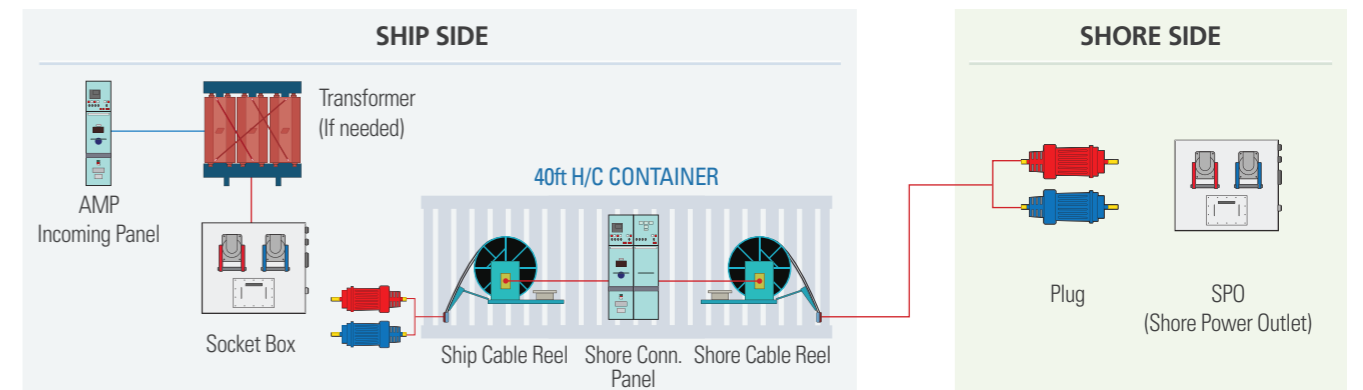 SHIP SIDE
SHORE SIDE
Transformer
(If needed)
AMP
Incoming Panel
40ft H/C CONTAINER
Socket Box
Ship Cable Reel
Shore Conn.
Panel
Shore Cable Reel
Plug
SPO
(Shore Power Outlet)